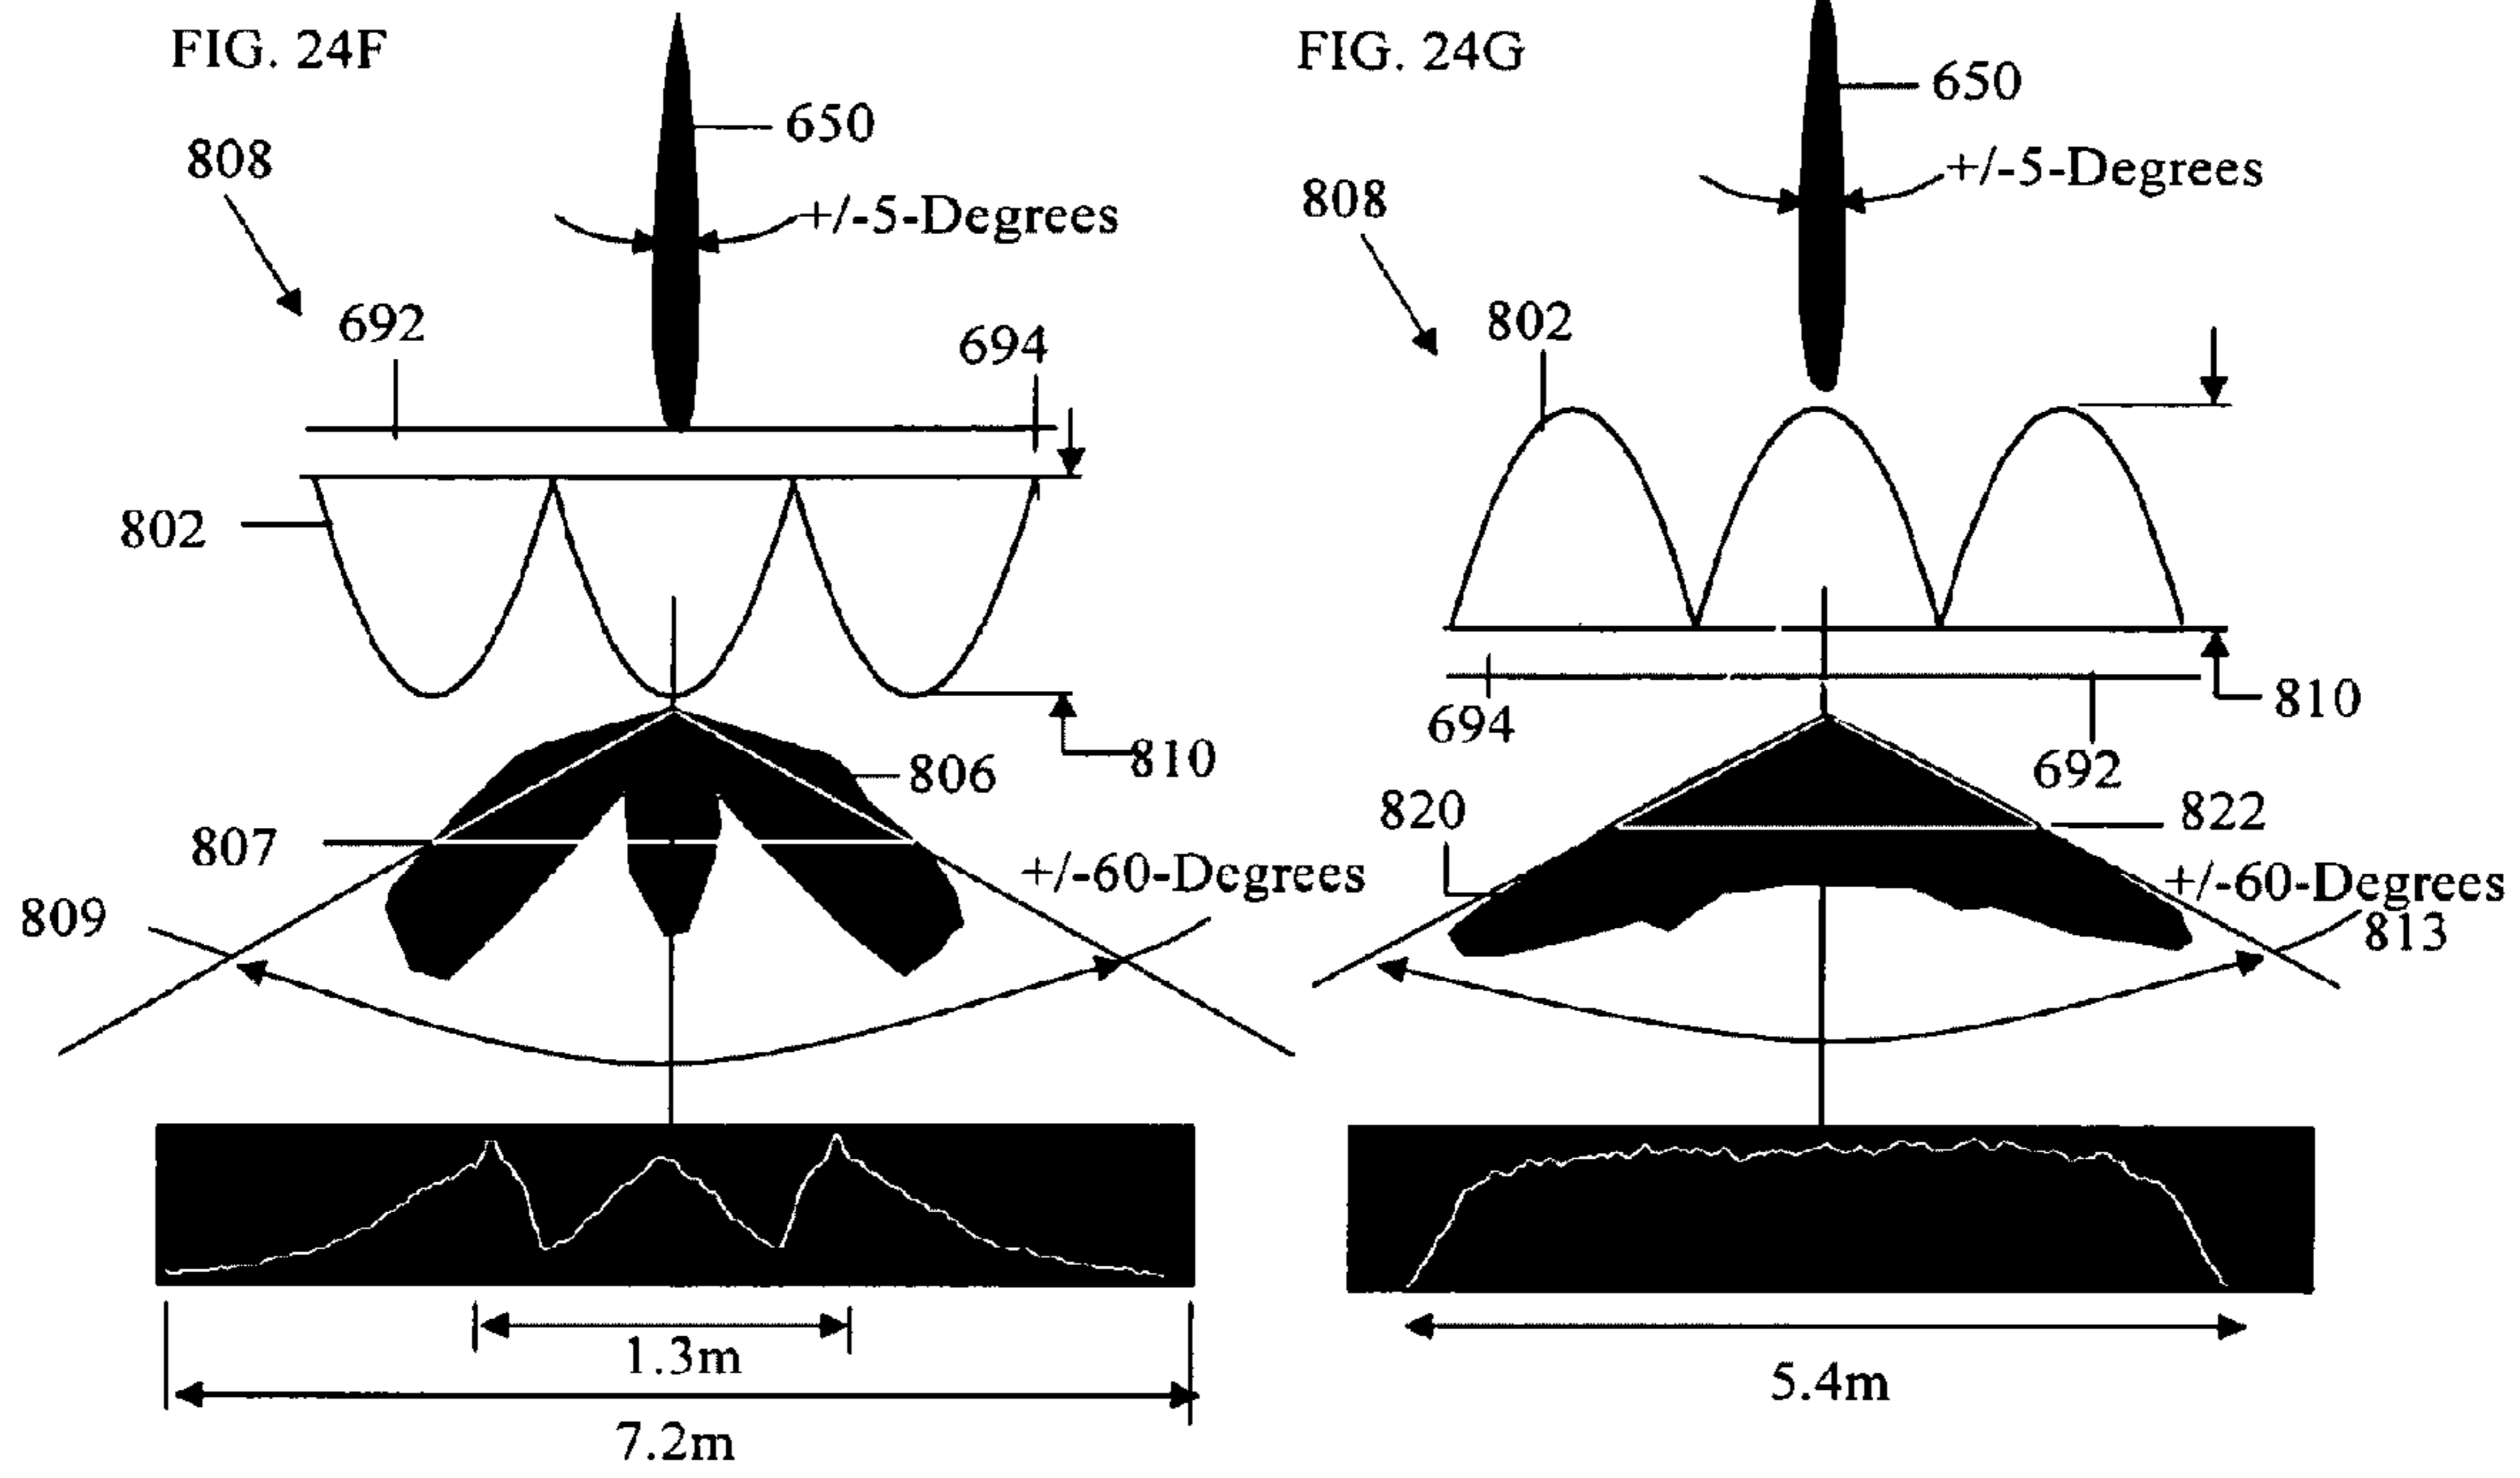 FIG. 24F
650
808
+/-5-Degrees
692
694
802
810
806
807
+/-60-Degrees
809
1.3m
7.2m
FIG. 24G
650
+/-5-Degrees
808
802
810
694
692
820
822
+/-60-Degrees
813
5.4m